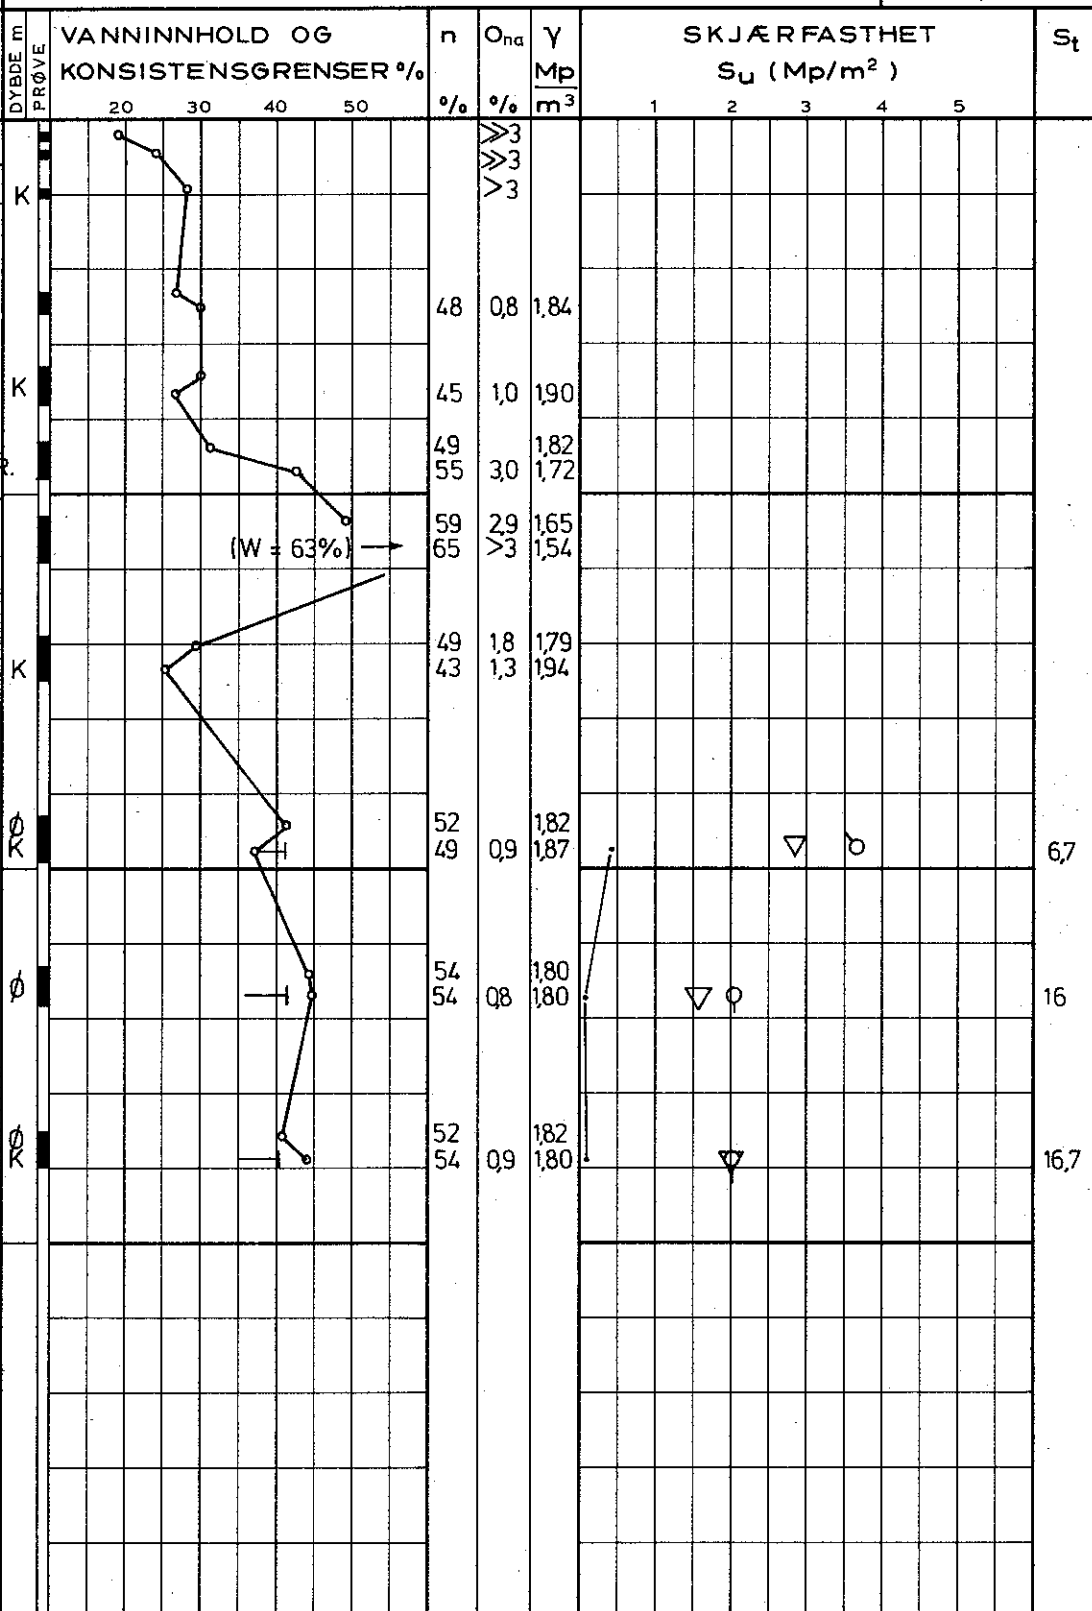 DYBDE m
PRØVE
VANNINNHOLD OG
KONSISTENSGRENSER %
20 30 40 50
n
%
Ona
%
γ
Mp
m³
SKJÆRFASTHET
Su (Mp/m²)
1 2 3 4 5
St
≫3
≫3
K >3
48 0,8 1,84
K 45 1,0 1,90
49 1,82
R. 55 3,0 1,72
59 2,9 1,65
(W = 63%) → 65 >3 1,54
49 1,8 1,79
K 43 1,3 1,94
Ø 52 1,82
K 49 0,9 1,87 6,7
54 1,80
Ø 54 0,8 1,80 16
Ø 52 1,82
K 54 0,9 1,80 16,7